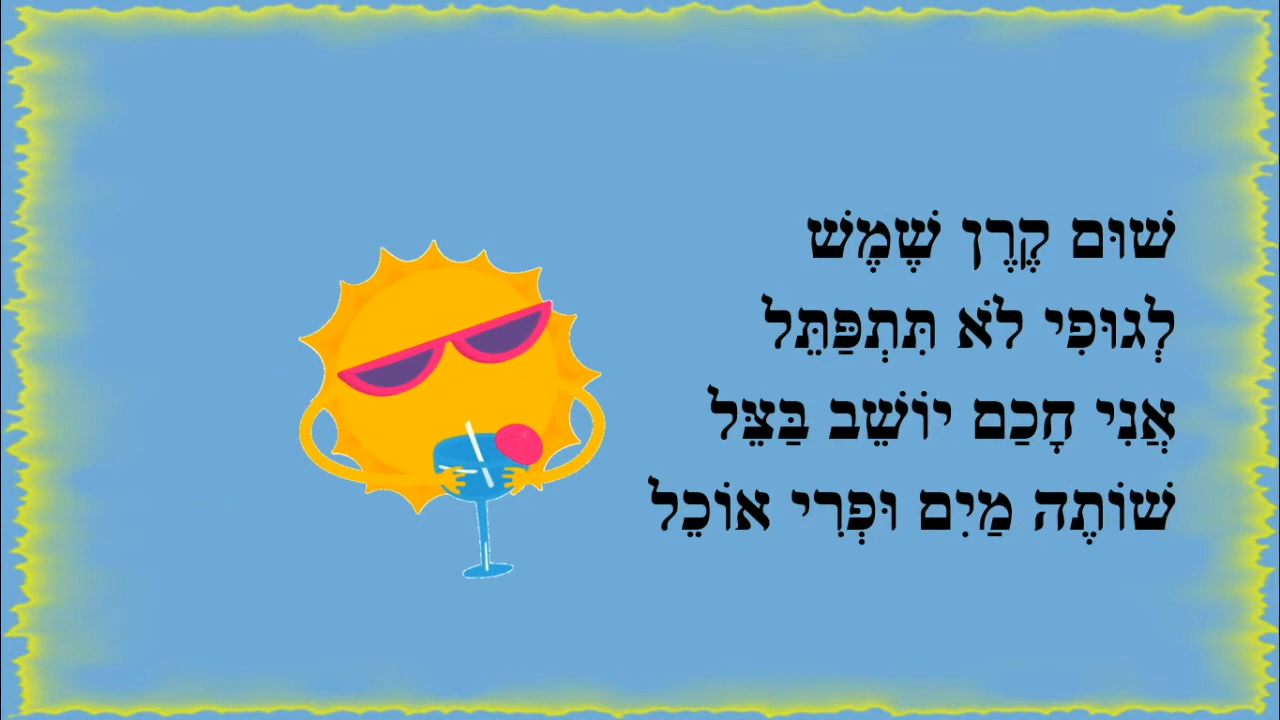 שׁוּם קֶרֶן שֶׁמֶשׁ
לְגוּפִי לֹא תִּתְפַּתֵּל
אֲנִי חָכַם יוֹשֵׁב בַּצֵּל
שׁוֹתֶה מַיִם וּפְרִי אוֹכֵל